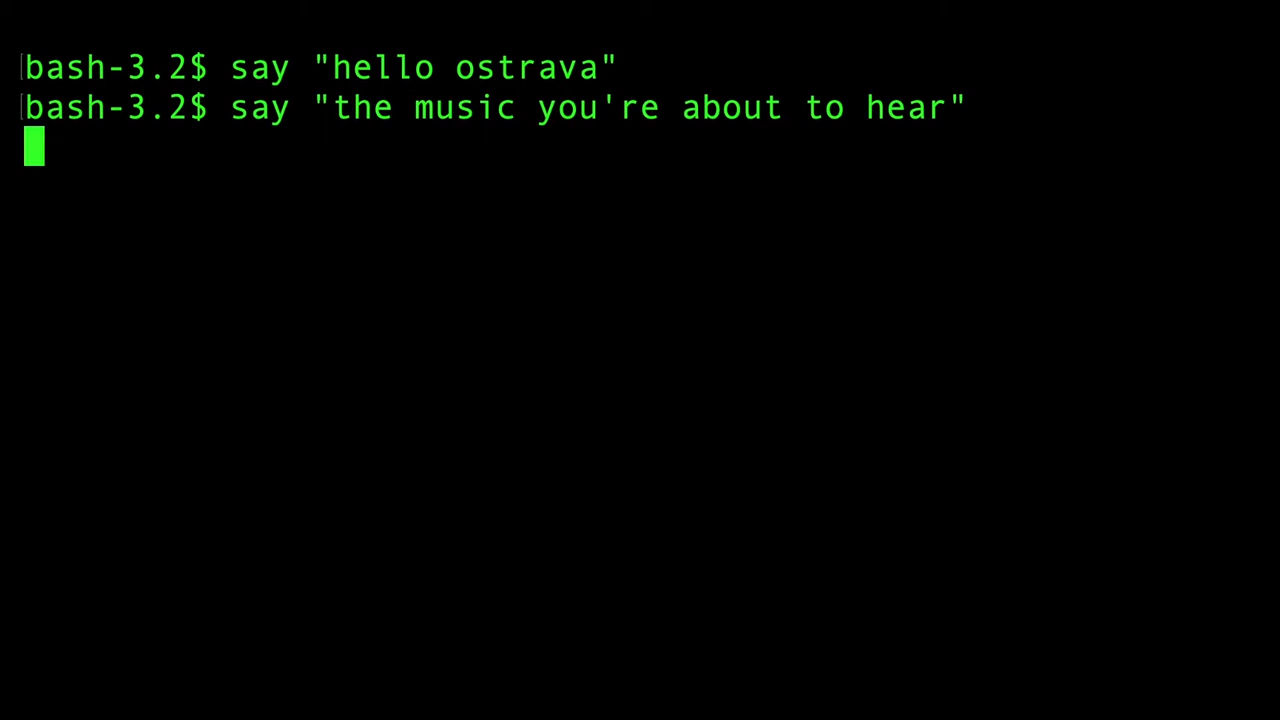 bash-3.2$ say "hello ostrava"
bash-3.2$ say "the music you're about to hear"